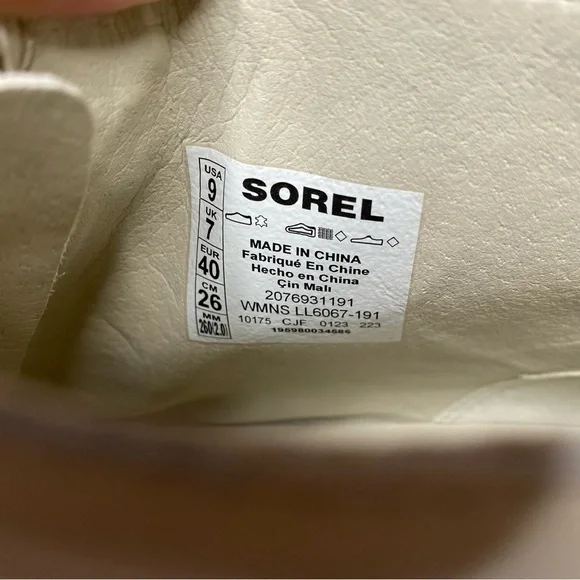 USA 9
UK 7
EUR 40
CM 26
MM 260(2.0)
SOREL
MADE IN CHINA
Fabriqué En Chine
Hecho en China
Çin Malı
2076931191
WMNS LL6067-191
10175 CJF 0123 223
195980034686